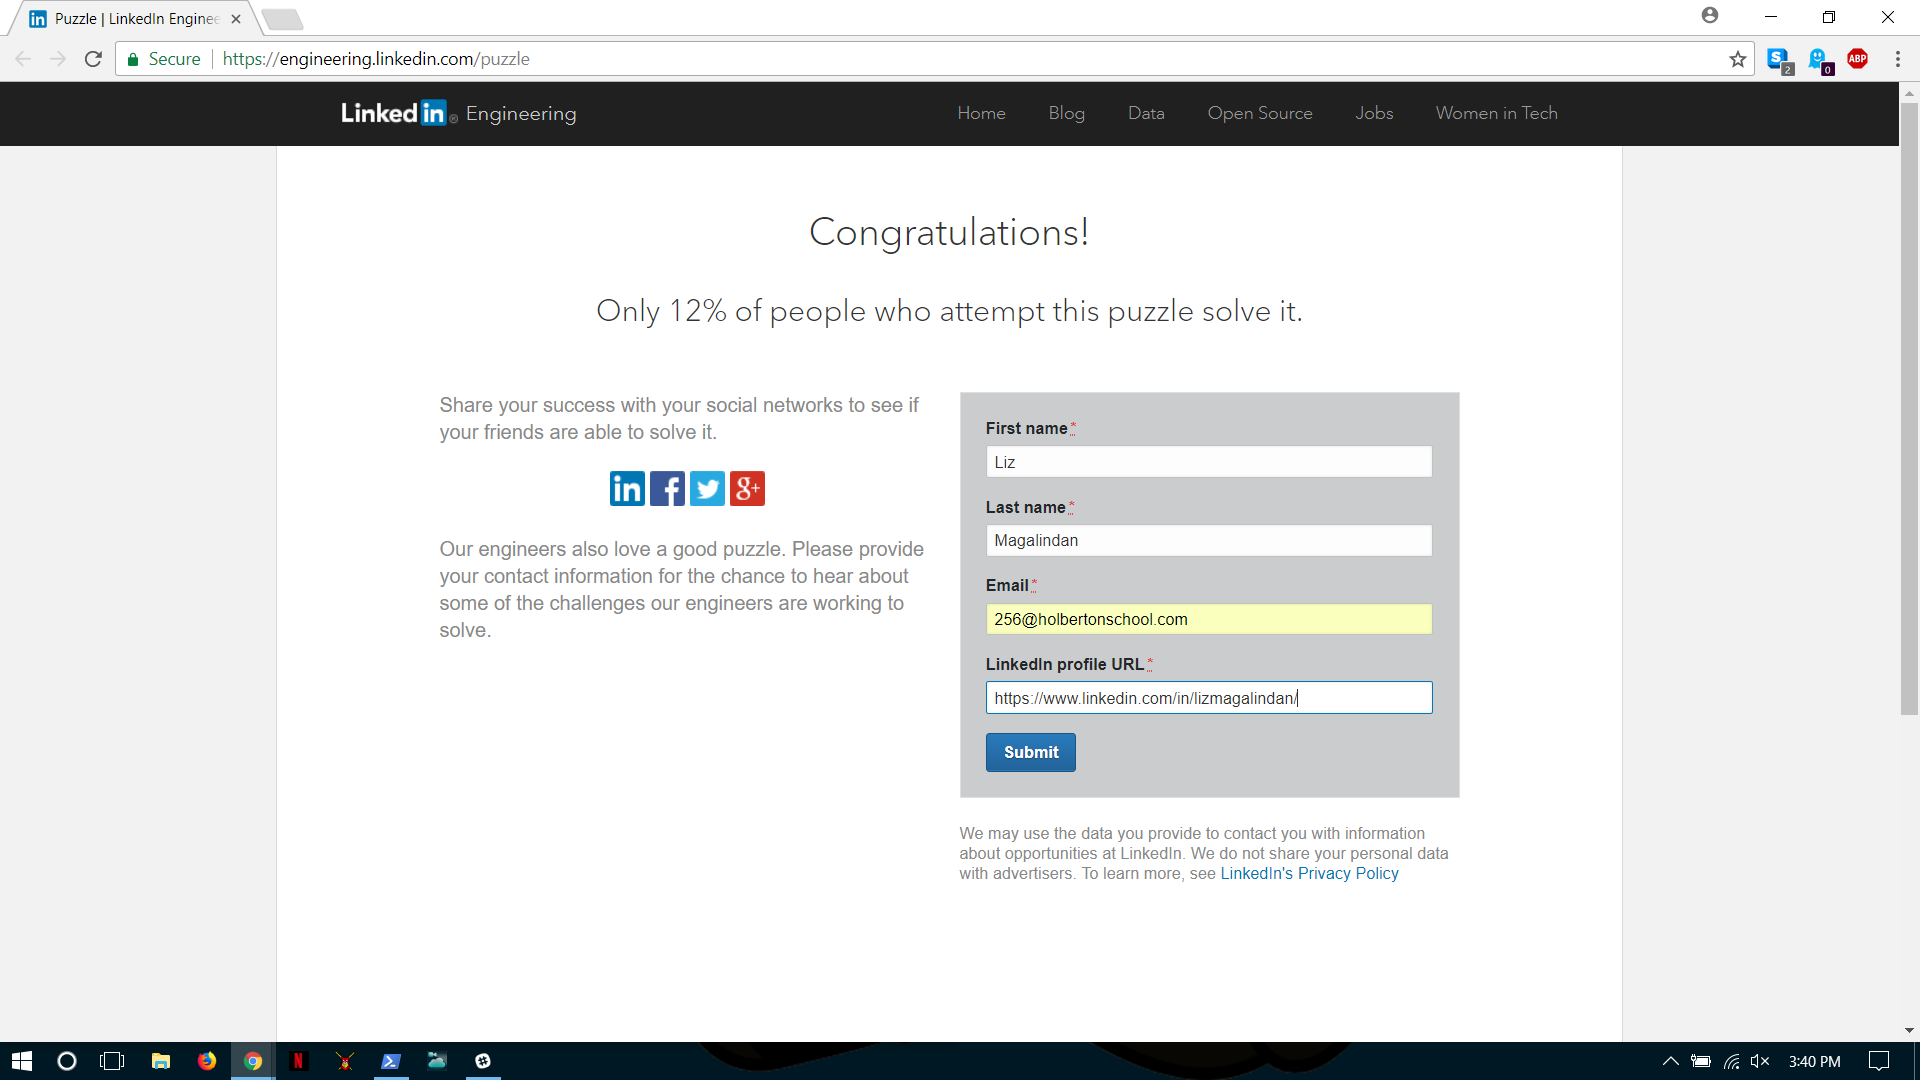 Puzzle | LinkedIn Enginee
Secure
https://engineering.linkedin.com/puzzle
2
0
ABP
Linked in ® Engineering
Home
Blog
Data
Open Source
Jobs
Women in Tech
Congratulations!
Only 12% of people who attempt this puzzle solve it.
Share your success with your social networks to see if
your friends are able to solve it.
in f g+
Our engineers also love a good puzzle. Please provide
your contact information for the chance to hear about
some of the challenges our engineers are working to
solve.
First name*
Liz
Last name*
Magalindan
Email*
256@holbertonschool.com
LinkedIn profile URL*
https://www.linkedin.com/in/lizmagalindan/
Submit
We may use the data you provide to contact you with information
about opportunities at LinkedIn. We do not share your personal data
with advertisers. To learn more, see LinkedIn's Privacy Policy
3:40 PM